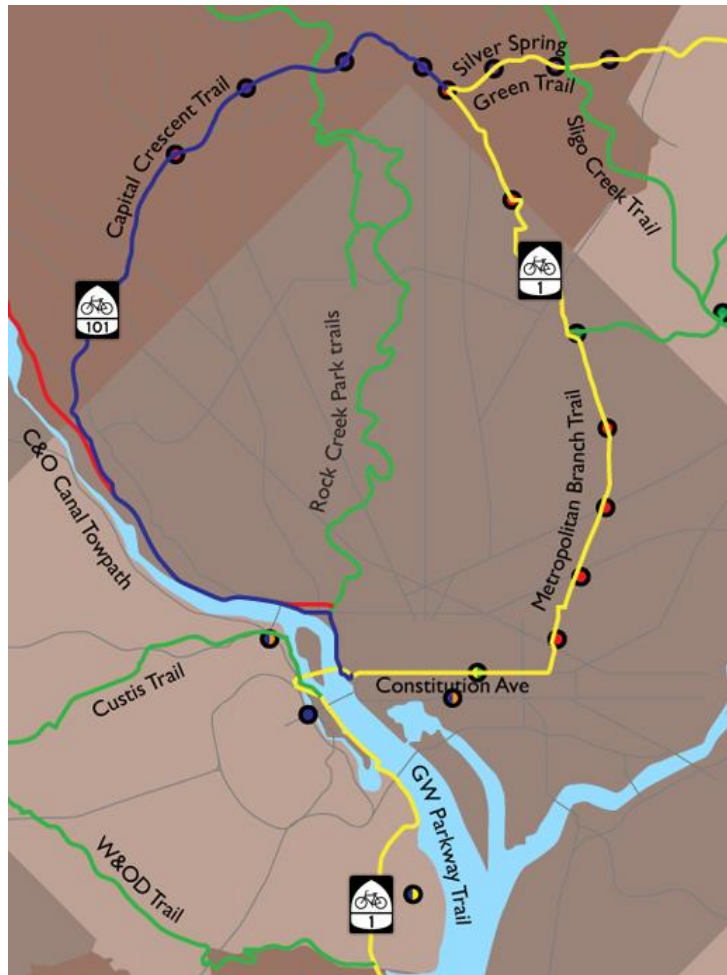 Silver Spring
Green Trail
Capital Crescent Trail
Sligo Creek Trail
1
101
Rock Creek Park trails
Metropolitan Branch Trail
C&O Canal Towpath
Custis Trail
Constitution Ave
GW Parkway Trail
W&OD Trail
1